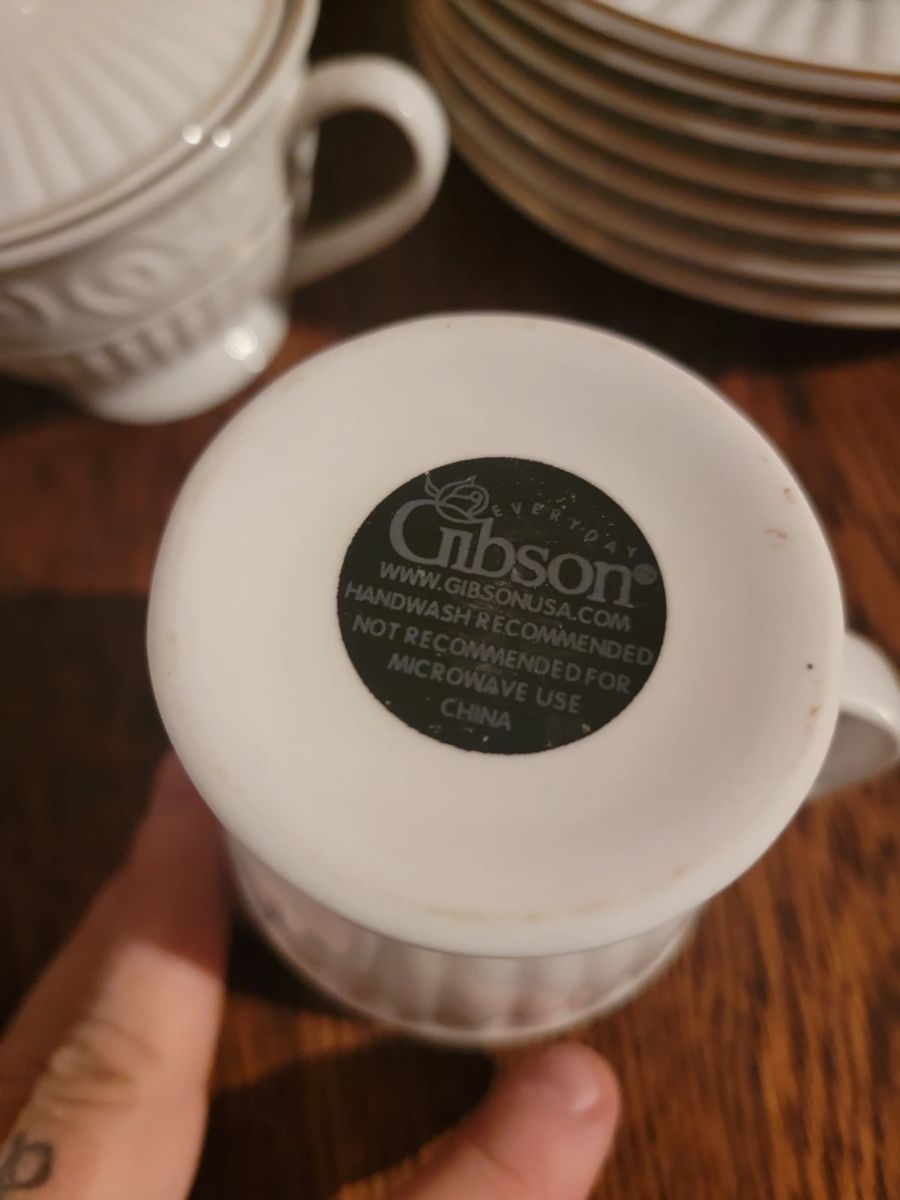 EVERYDAY
Gibson®
WWW.GIBSONUSA.COM
HANDWASH RECOMMENDED
NOT RECOMMENDED FOR
MICROWAVE USE
CHINA